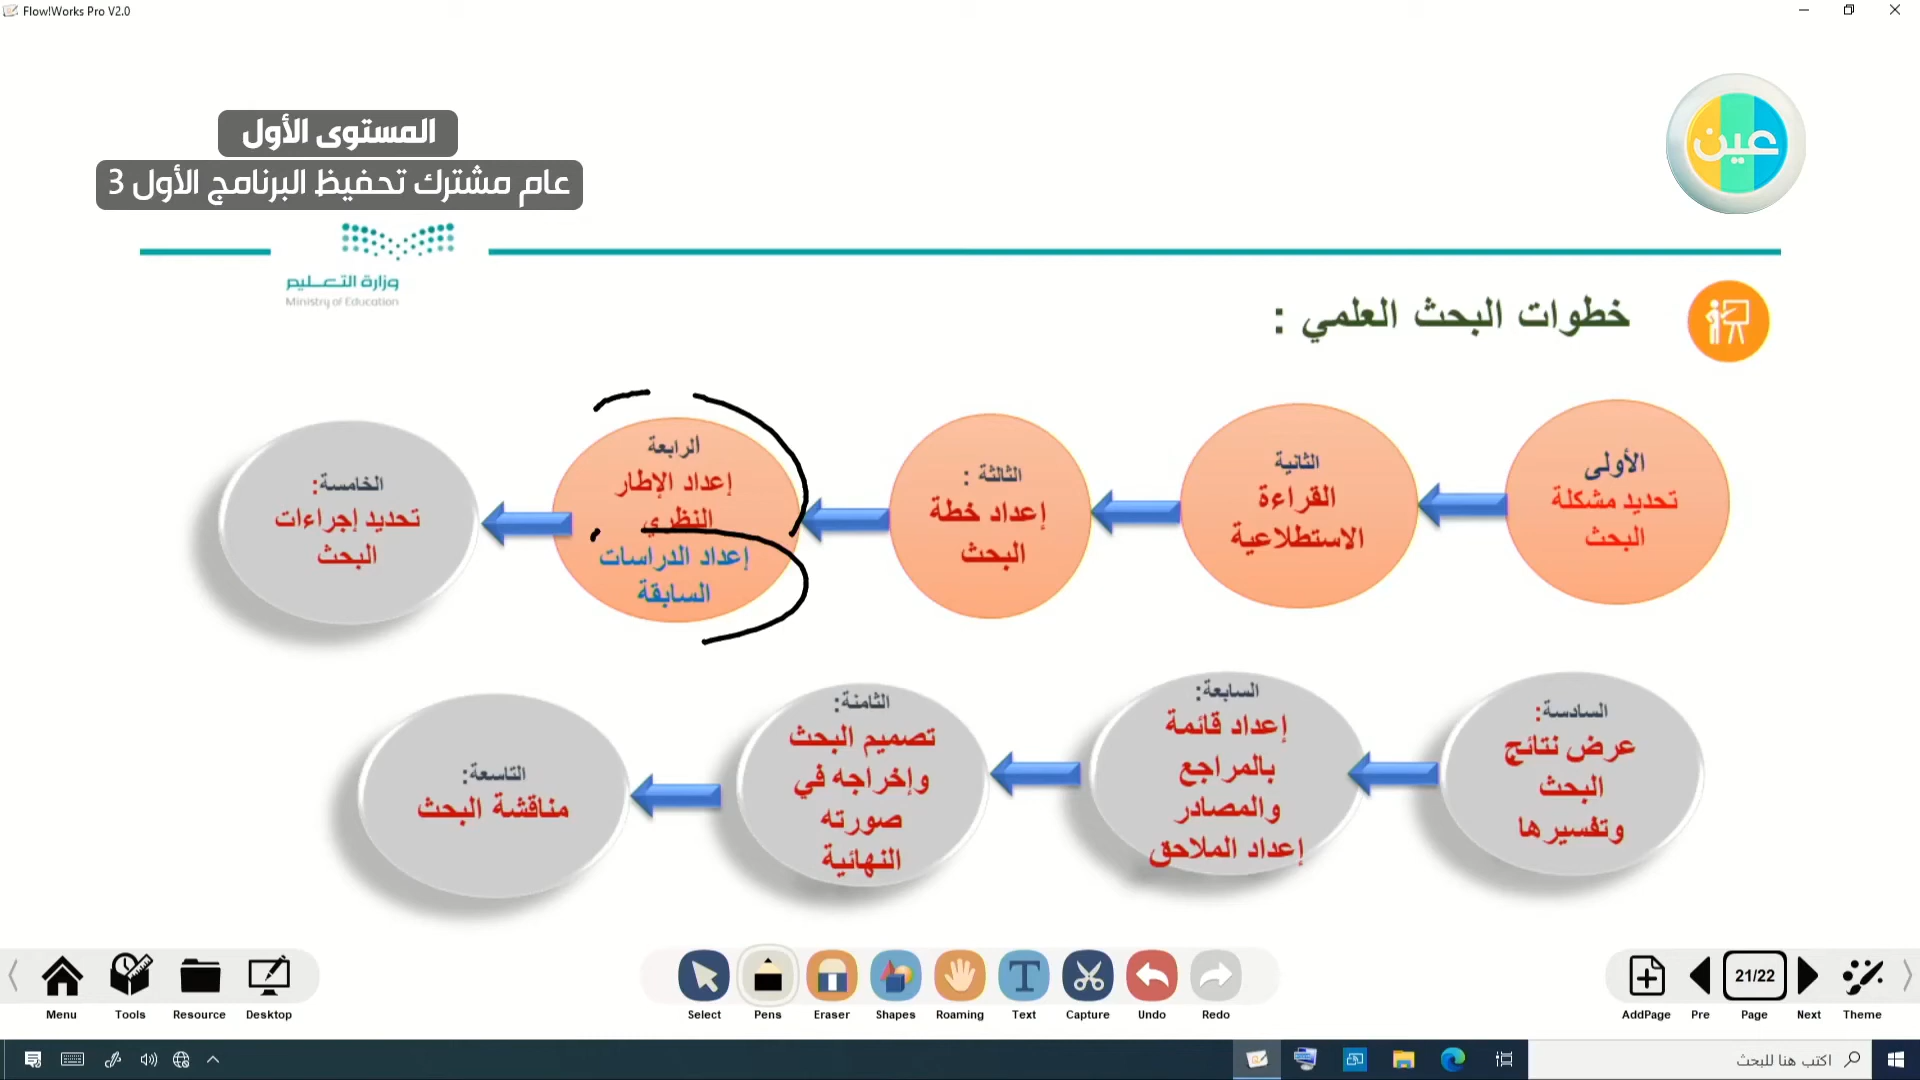 Flow!Works Pro V2.0
المستوى الأول
عام مشترك تحفيظ البرنامج الأول 3
عين
وزارة التعليم
Ministry of Education
خطوات البحث العلمي :
الأولى
تحديد مشكلة
البحث
الثانية
القراءة
الاستطلاعية
الثالثة :
إعداد خطة
البحث
الرابعة
إعداد الإطار
النظري
إعداد الدراسات
السابقة
الخامسة:
تحديد إجراءات
البحث
السادسة:
عرض نتائج
البحث
وتفسيرها
السابعة:
إعداد قائمة
بالمراجع
والمصادر
إعداد الملاحق
الثامنة:
تصميم البحث
وإخراجه في
صورته
النهائية
التاسعة:
مناقشة البحث
Menu Tools Resource Desktop Select Pens Eraser Shapes Roaming Text Capture Undo Redo AddPage Pre 21/22 Page Next Theme
اكتب هنا للبحث